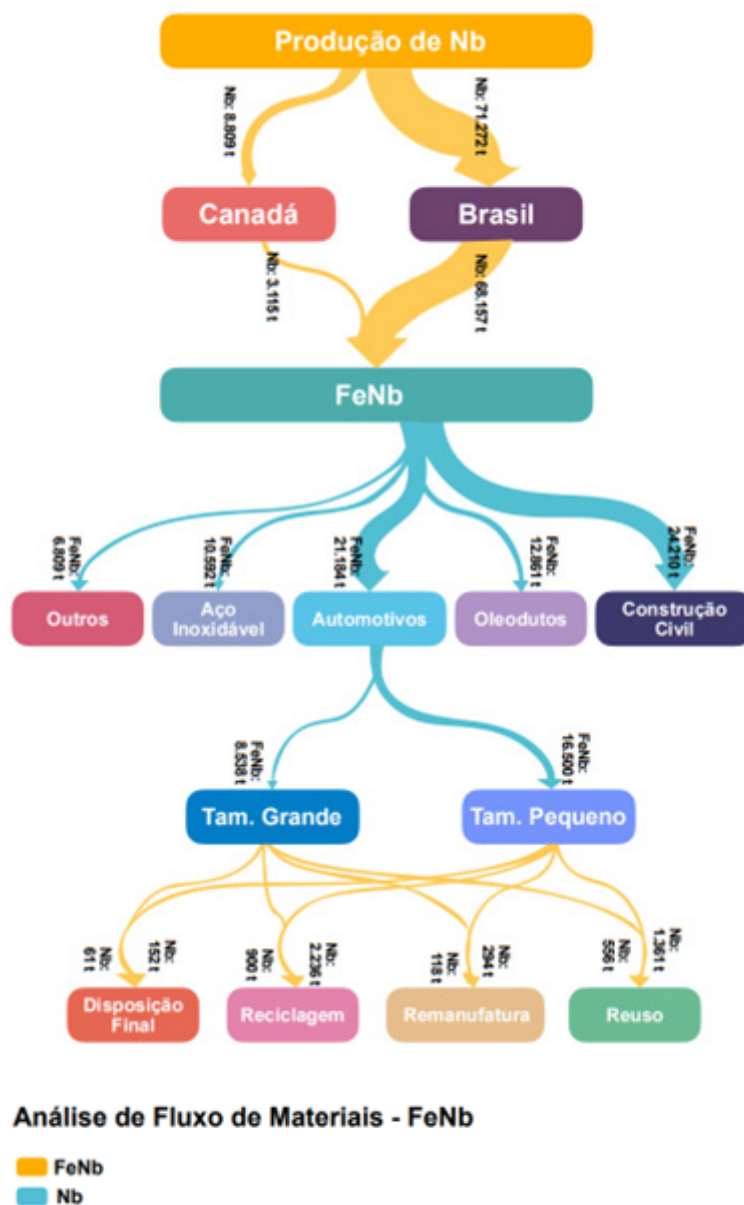 Produção de Nb
Nb: 8.809 t
Nb: 71.272 t
Canadá
Brasil
Nb: 3.115 t
Nb: 68.157 t
FeNb
FeNb:
6.809 t
FeNb:
10.592 t
FeNb:
21.184 t
FeNb:
12.861 t
FeNb:
24.210 t
Outros
Aço
Inoxidável
Automotivos
Oleodutos
Construção
Civil
FeNb:
8.538 t
FeNb:
16.500 t
Tam. Grande
Tam. Pequeno
Nb:
61 t
Nb:
152 t
Nb:
900 t
Nb:
2.236 t
Nb:
118 t
Nb:
294 t
Nb:
556 t
Nb:
1.361 t
Disposição
Final
Reciclagem
Remanufatura
Reuso
Análise de Fluxo de Materiais - FeNb
FeNb
Nb